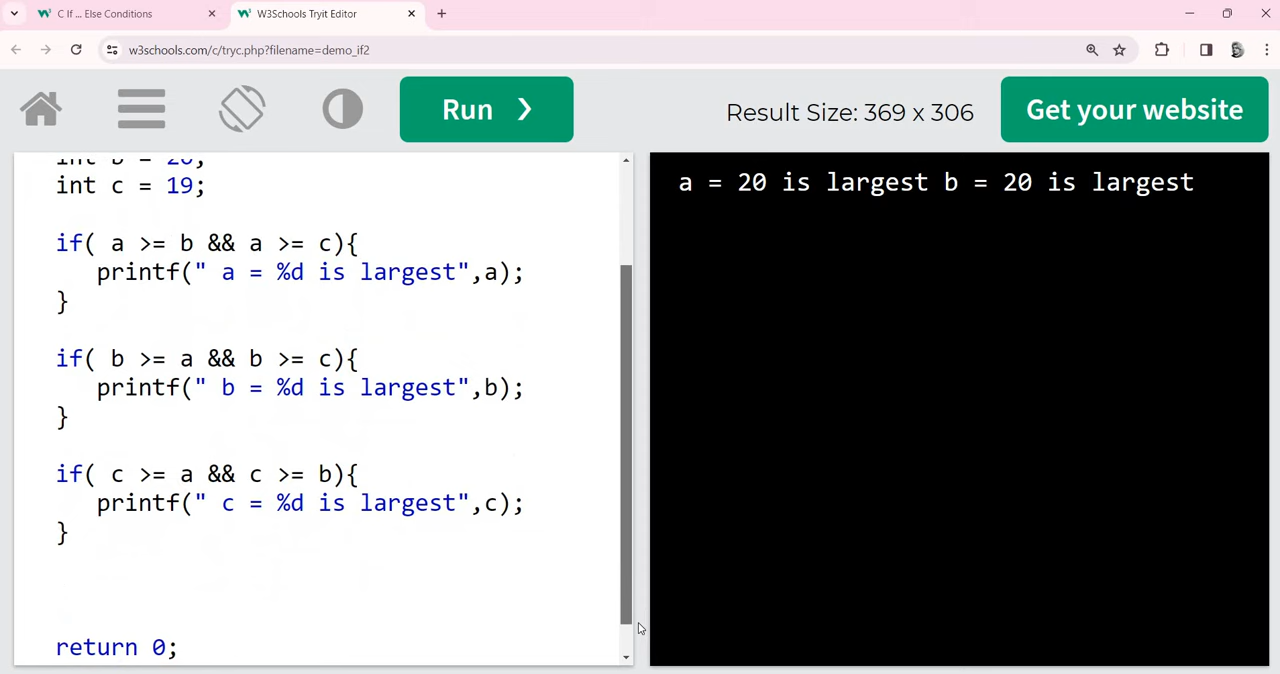 C If ... Else Conditions
W3Schools Tryit Editor
w3schools.com/c/tryc.php?filename=demo_if2
Run ❯
Result Size: 369 x 306
Get your website
int b = 20;
int c = 19;
if( a >= b && a >= c){
printf(" a = %d is largest",a);
}
if( b >= a && b >= c){
printf(" b = %d is largest",b);
}
if( c >= a && c >= b){
printf(" c = %d is largest",c);
}
return 0;
a = 20 is largest b = 20 is largest